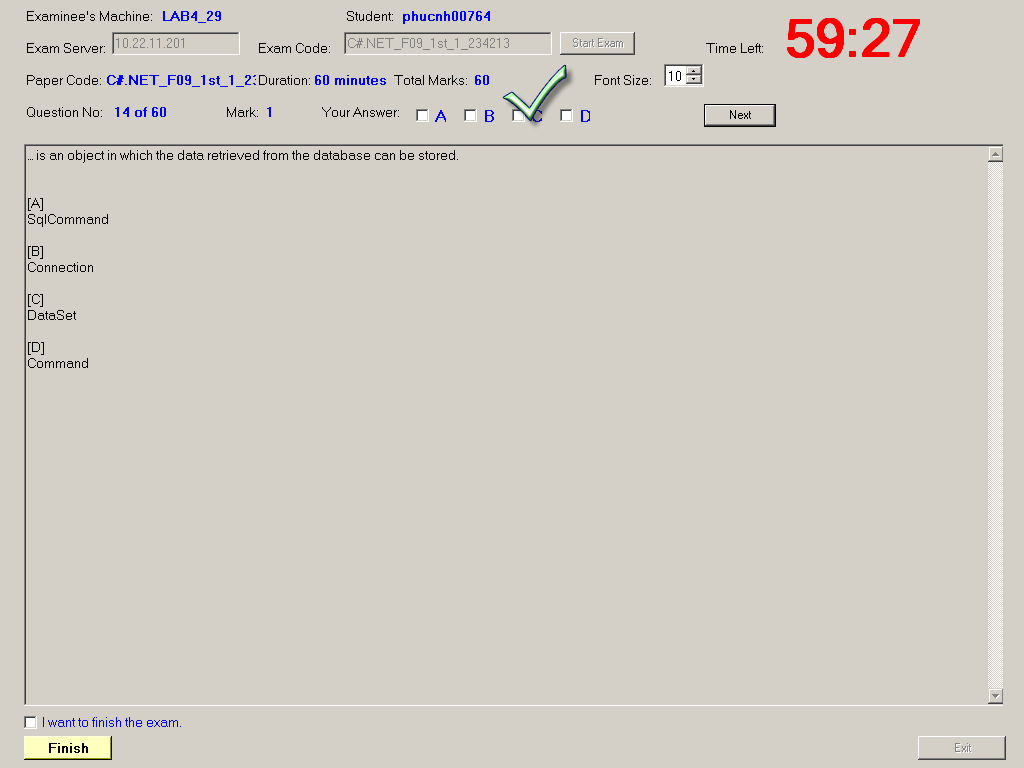 Examinee's Machine: LAB4_29 Student: phucnh00764
59:27
Exam Server: 10.22.11.201 Exam Code: C#.NET_F09_1st_1_234213 Start Exam Time Left:
Paper Code: C#.NET_F09_1st_1_23 Duration: 60 minutes Total Marks: 60 Font Size: 10
Question No: 14 of 60 Mark: 1 Your Answer: A B C D Next
... is an object in which the data retrieved from the database can be stored.
[A]
SqlCommand
[B]
Connection
[C]
DataSet
[D]
Command
I want to finish the exam.
Finish Exit